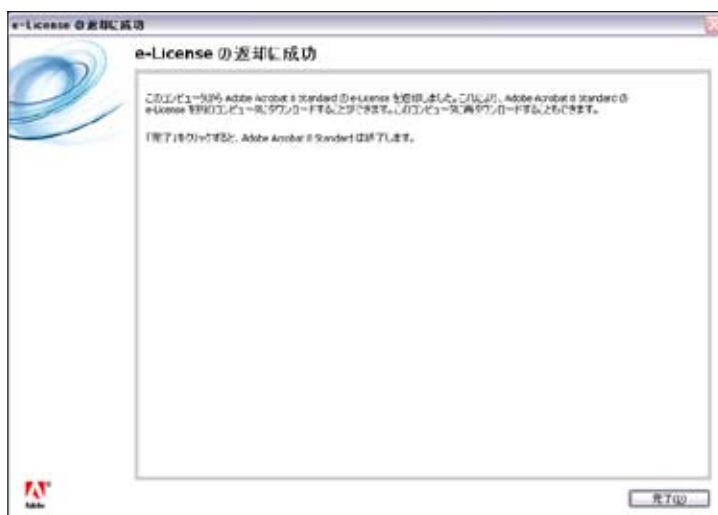 e-License の返却に成功
e-License の返却に成功
このコンピュータから Adobe Acrobat 8 Standard の e-License を返却しました。これにより、Adobe Acrobat 8 Standard の
e-License を別のコンピュータにダウンロードすることができます。このコンピュータに再ダウンロードすることもできます。
「完了」をクリックすると、Adobe Acrobat 8 Standard は終了します。
Adobe
完了(D)